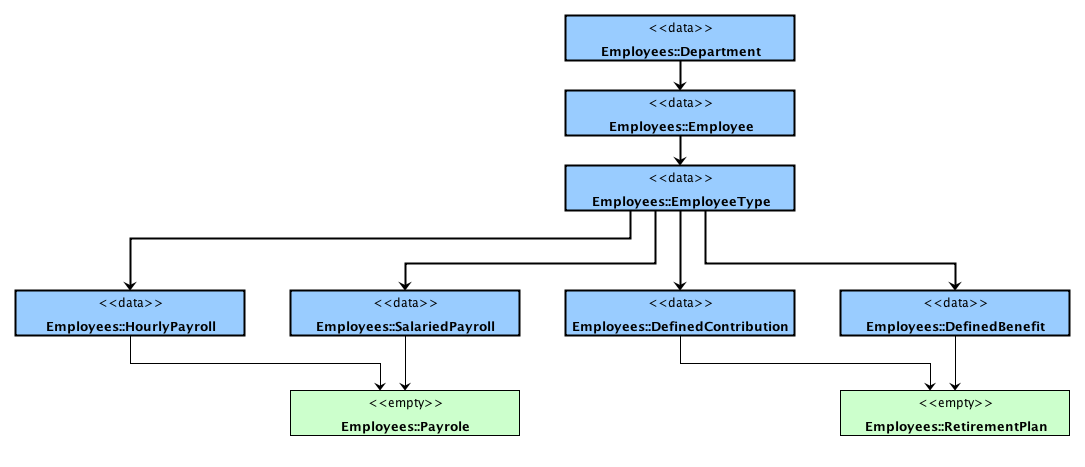 <<data>>
Employees::Department
<<data>>
Employees::Employee
<<data>>
Employees::EmployeeType
<<data>>
Employees::HourlyPayroll
<<data>>
Employees::SalariedPayroll
<<data>>
Employees::DefinedContribution
<<data>>
Employees::DefinedBenefit
<<empty>>
Employees::Payrole
<<empty>>
Employees::RetirementPlan